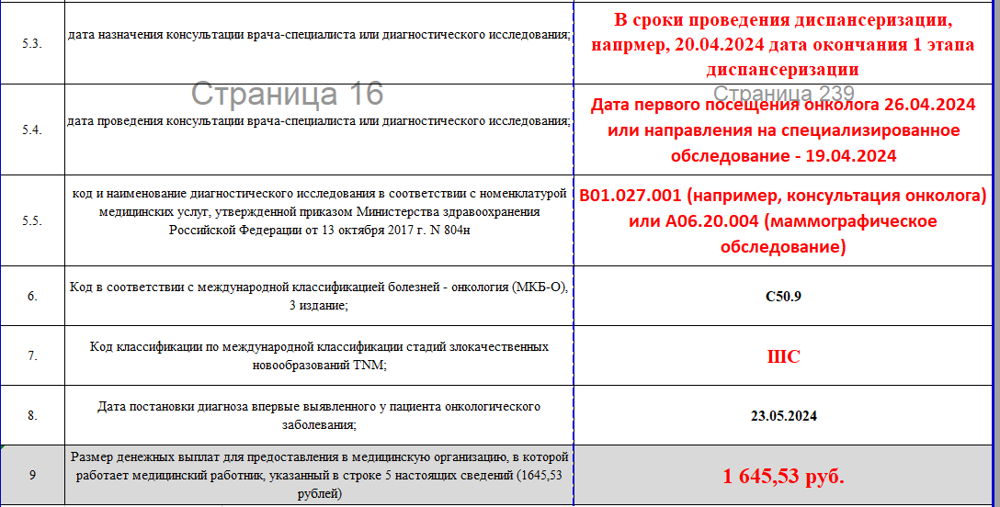 5.3.
дата назначения консультации врача-специалиста или диагностического исследования;
В сроки проведения диспансеризации,
напрмер, 20.04.2024 дата окончания 1 этапа
диспансеризации
Страница 16
Страница 239
5.4.
дата проведения консультации врача-специалиста или диагностического исследования;
Дата первого посещения онколога 26.04.2024
или направления на специализированное
обследование - 19.04.2024
5.5.
код и наименование диагностического исследования в соответствии с номенклатурой
медицинских услуг, утвержденной приказом Министерства здравоохранения
Российской Федерации от 13 октября 2017 г. N 804н
B01.027.001 (например, консультация онколога)
или A06.20.004 (маммографическое
обследование)
6.
Код в соответствии с международной классификацией болезней - онкология (МКБ-О),
3 издание;
C50.9
7.
Код классификации по международной классификации стадий злокачественных
новообразований TNM;
IIIC
8.
Дата постановки диагноза впервые выявленного у пациента онкологического
заболевания;
23.05.2024
9
Размер денежных выплат для предоставления в медицинскую организацию, в которой
работает медицинский работник, указанный в строке 5 настоящих сведений (1645,53
рублей)
1 645,53 руб.